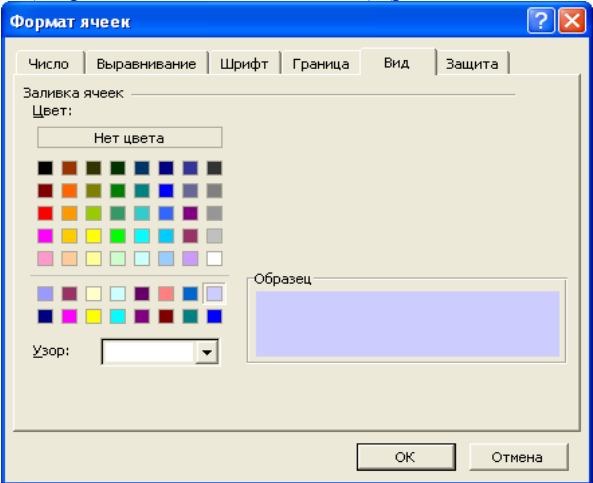 Формат ячеек
Число Выравнивание Шрифт Граница Вид Защита
Заливка ячеек
Цвет:
Нет цвета
Образец
Узор:
ОК Отмена